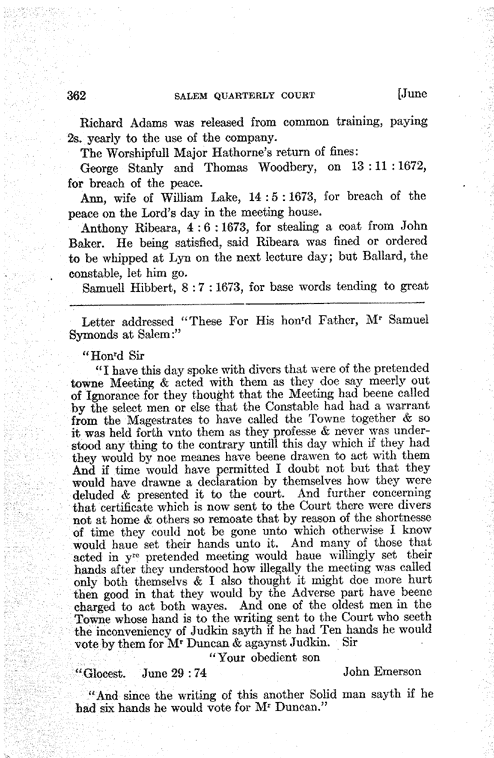 362 SALEM QUARTERLY COURT [June
Richard Adams was released from common training, paying
2s. yearly to the use of the company.
The Worshipfull Major Hathorne's return of fines:
George Stanly and Thomas Woodbery, on 13 : 11 : 1672,
for breach of the peace.
Ann, wife of William Lake, 14 : 5 : 1673, for breach of the
peace on the Lord's day in the meeting house.
Anthony Ribeara, 4 : 6 : 1673, for stealing a coat from John
Baker. He being satisfied, said Ribeara was fined or ordered
to be whipped at Lyn on the next lecture day; but Ballard, the
constable, let him go.
Samuell Hibbert, 8 : 7 : 1673, for base words tending to great
Letter addressed "These For His honʳd Father, Mʳ Samuel
Symonds at Salem:"
"Honʳd Sir
"I have this day spoke with divers that were of the pretended
towne Meeting & acted with them as they doe say meerly out
of Ignorance for they thought that the Meeting had beene called
by the select men or else that the Constable had had a warrant
from the Magestrates to have called the Towne together & so
it was held forth vnto them as they professe & never was under-
stood any thing to the contrary untill this day which if they had
they would by noe meanes have beene drawen to act with them
And if time would have permitted I doubt not but that they
would have drawne a declaration by themselves how they were
deluded & presented it to the court. And further concerning
that certificate which is now sent to the Court there were divers
not at home & others so remoate that by reason of the shortnesse
of time they could not be gone unto which otherwise I know
would haue set their hands unto it. And many of those that
acted in yʳᵉ pretended meeting would haue willingly set their
hands after they understood how illegally the meeting was called
only both themselvs & I also thought it might doe more hurt
then good in that they would by the Adverse part have beene
charged to act both wayes. And one of the oldest men in the
Towne whose hand is to the writing sent to the Court who seeth
the inconveniency of Judkin sayth if he had Ten hands he would
vote by them for Mʳ Duncan & agaynst Judkin. Sir
"Your obedient son
"Glocest. June 29 : 74 John Emerson
"And since the writing of this another Solid man sayth if he
had six hands he would vote for Mʳ Duncan."